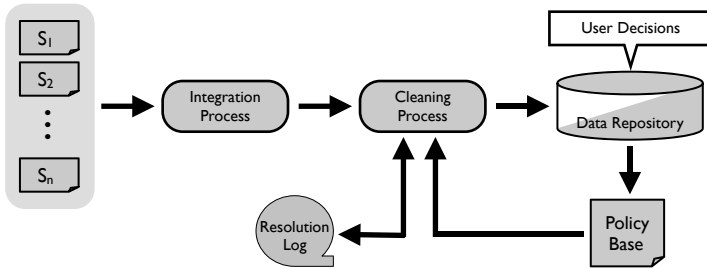 S1
S2
Sn
Integration
Process
Cleaning
Process
User Decisions
Data Repository
Resolution
Log
Policy
Base